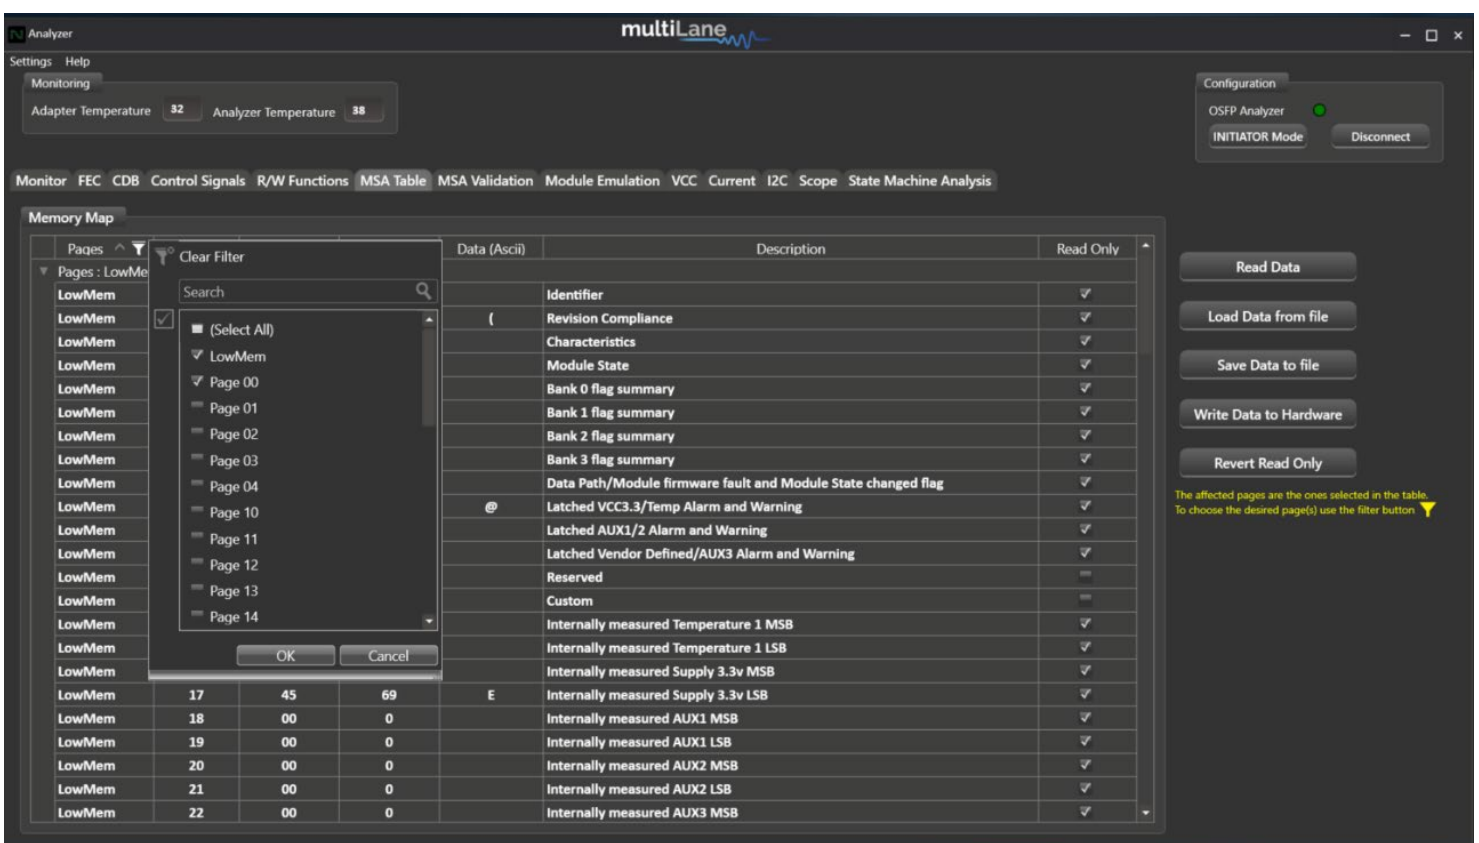 Analyzer
multiLane
Settings Help
Monitoring
Adapter Temperature 32 Analyzer Temperature 38
Configuration
OSFP Analyzer
INITIATOR Mode Disconnect
Monitor FEC CDB Control Signals R/W Functions MSA Table MSA Validation Module Emulation VCC Current I2C Scope State Machine Analysis
Memory Map
Pages Data (Ascii) Description Read Only
Pages : LowMe
Clear Filter
Search
(Select All)
LowMem
Page 00
Page 01
Page 02
Page 03
Page 04
Page 10
Page 11
Page 12
Page 13
Page 14
OK Cancel
LowMem Identifier
LowMem ( Revision Compliance
LowMem Characteristics
LowMem Module State
LowMem Bank 0 flag summary
LowMem Bank 1 flag summary
LowMem Bank 2 flag summary
LowMem Bank 3 flag summary
LowMem Data Path/Module firmware fault and Module State changed flag
LowMem @ Latched VCC3.3/Temp Alarm and Warning
LowMem Latched AUX1/2 Alarm and Warning
LowMem Latched Vendor Defined/AUX3 Alarm and Warning
LowMem Reserved
LowMem Custom
LowMem Internally measured Temperature 1 MSB
LowMem Internally measured Temperature 1 LSB
LowMem Internally measured Supply 3.3v MSB
LowMem 17 45 69 E Internally measured Supply 3.3v LSB
LowMem 18 00 0 Internally measured AUX1 MSB
LowMem 19 00 0 Internally measured AUX1 LSB
LowMem 20 00 0 Internally measured AUX2 MSB
LowMem 21 00 0 Internally measured AUX2 LSB
LowMem 22 00 0 Internally measured AUX3 MSB
Read Data
Load Data from file
Save Data to file
Write Data to Hardware
Revert Read Only
The affected pages are the ones selected in the table.
To choose the desired page(s) use the filter button